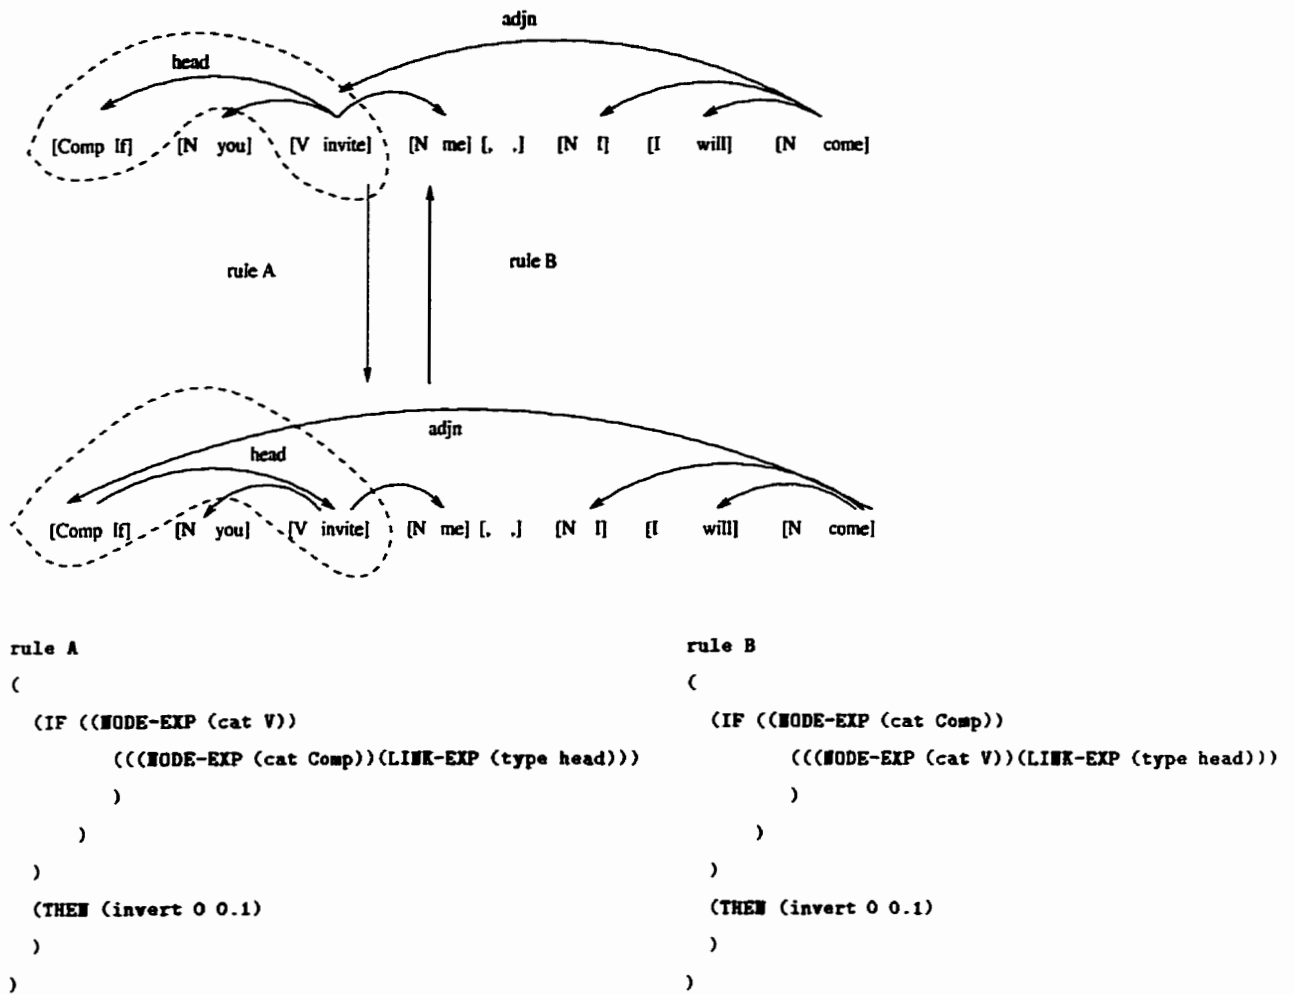 adjn
head
[Comp If] [N you] [V invite] [N me] [, ,] [N I] [I will] [N come]
rule A
rule B
adjn
head
[Comp If] [N you] [V invite] [N me] [, .] [N I] [I will] [N come]
rule A
(
(IF ((NODE-EXP (cat V))
(((NODE-EXP (cat Comp))(LINK-EXP (type head)))
)
)
)
(THEN (invert 0 0.1)
)
)
rule B
(
(IF ((NODE-EXP (cat Comp))
(((NODE-EXP (cat V))(LINK-EXP (type head)))
)
)
)
(THEN (invert 0 0.1)
)
)